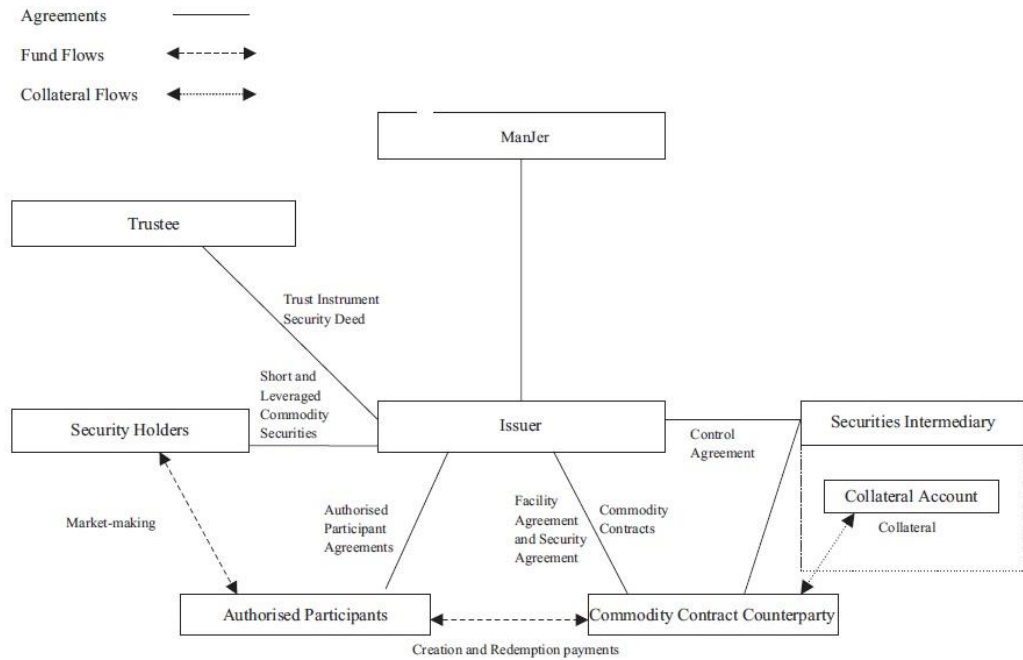 Agreements
Fund Flows
Collateral Flows
ManJer
Trustee
Trust Instrument
Security Deed
Short and
Leveraged
Commodity
Securities
Security Holders
Issuer
Control
Agreement
Securities Intermediary
Collateral Account
Collateral
Market-making
Authorised
Participant
Agreements
Facility
Agreement
and Security
Agreement
Commodity
Contracts
Authorised Participants
Commodity Contract Counterparty
Creation and Redemption payments